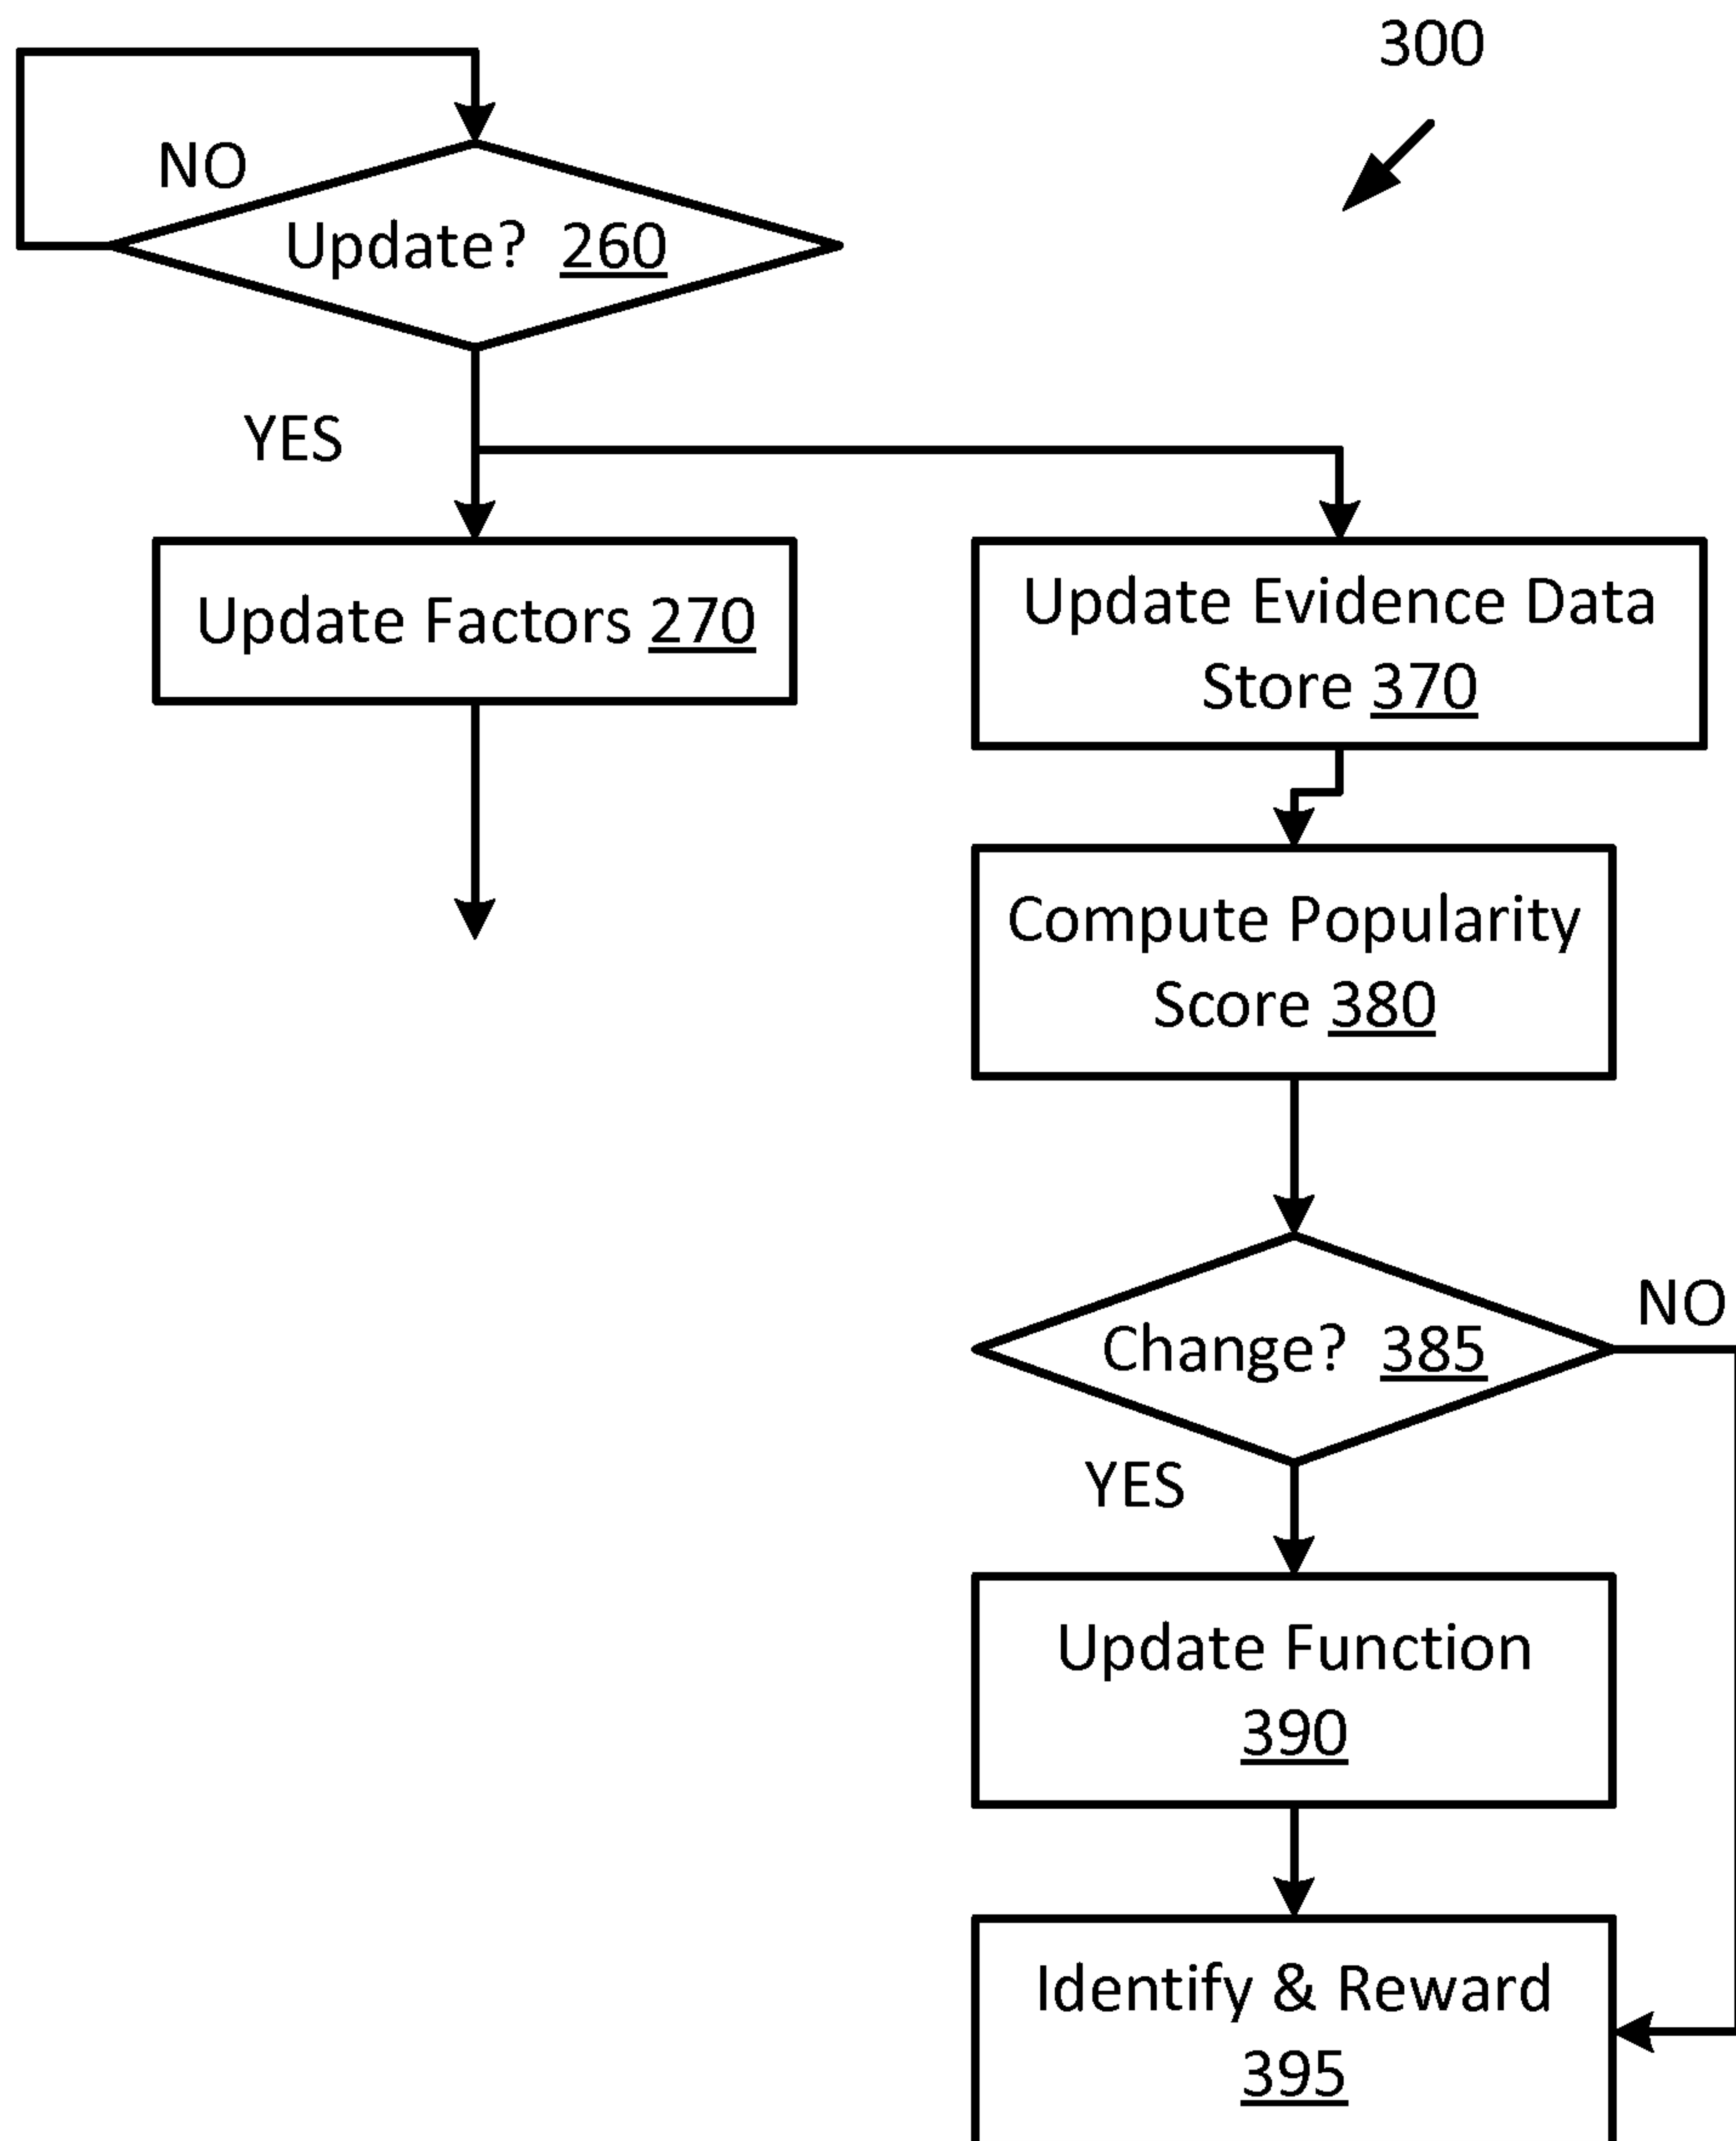 300
NO
Update? 260
YES
Update Factors 270
Update Evidence Data
Store 370
Compute Popularity
Score 380
NO
Change? 385
YES
Update Function
390
Identify & Reward
395